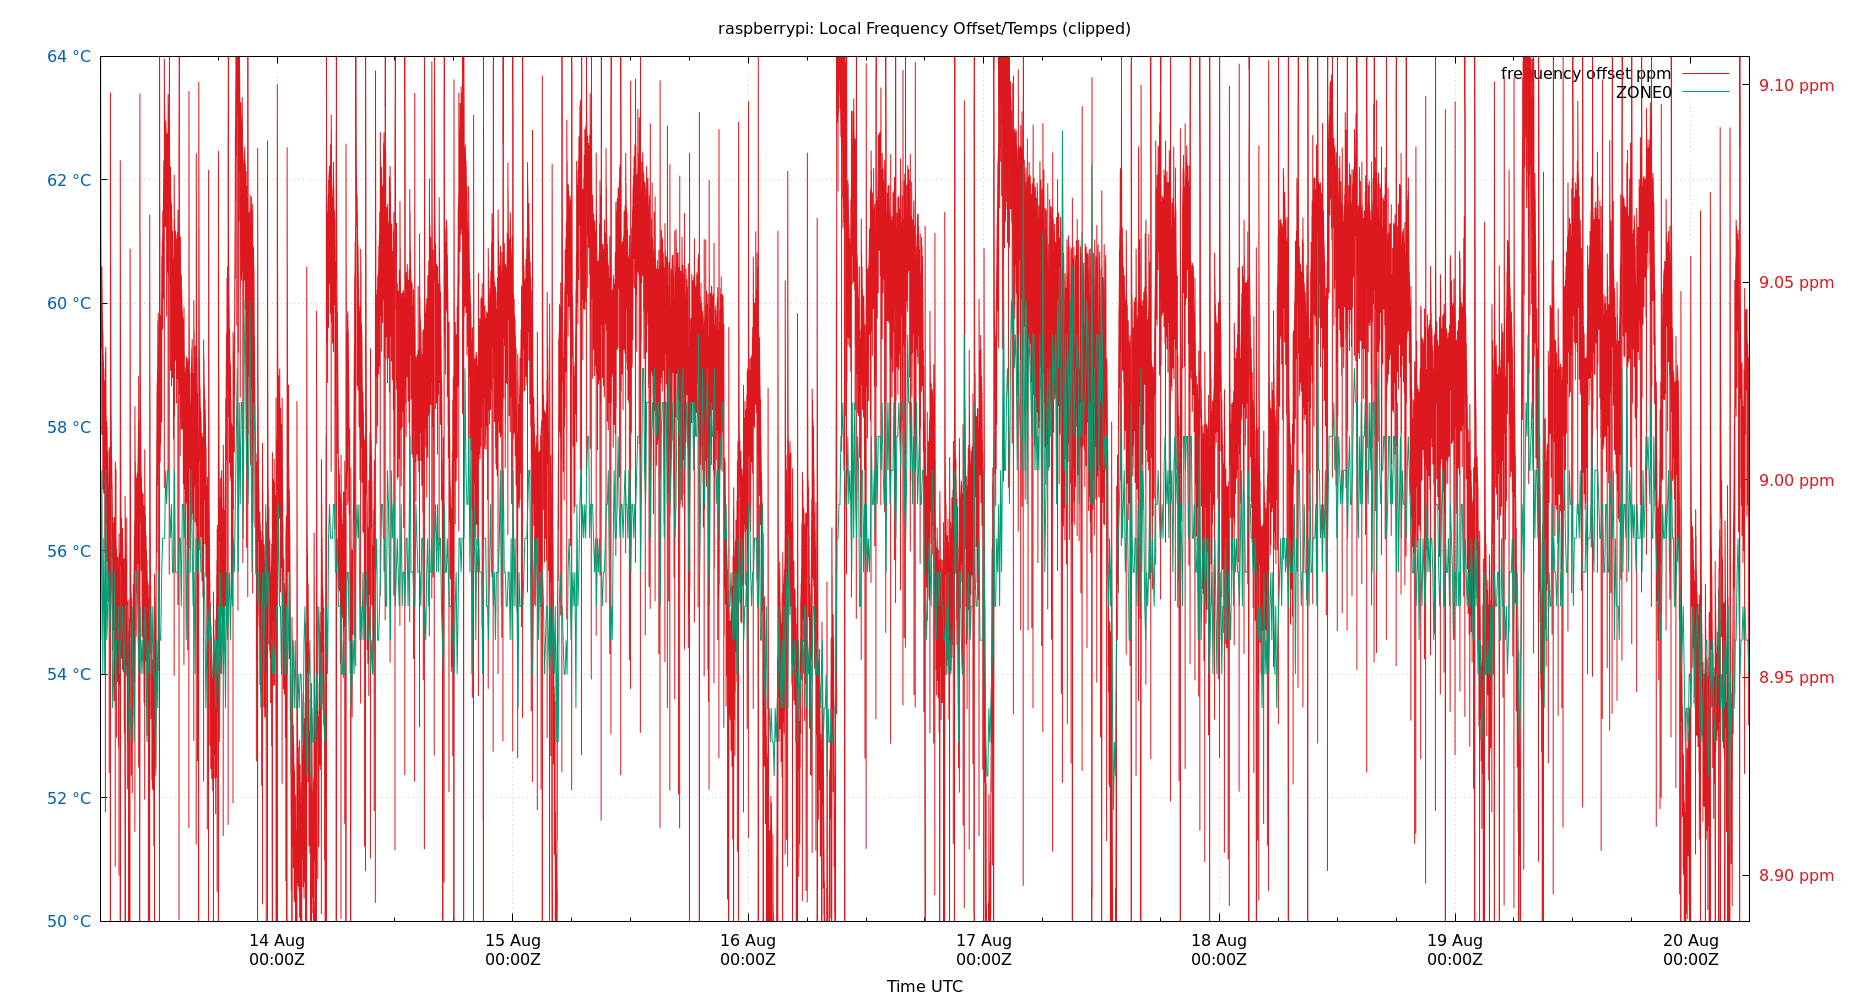 raspberrypi: Local Frequency Offset/Temps (clipped)
64 °C
62 °C
60 °C
58 °C
56 °C
54 °C
52 °C
50 °C
frequency offset ppm
ZONE0
9.10 ppm
9.05 ppm
9.00 ppm
8.95 ppm
8.90 ppm
14 Aug
00:00Z
15 Aug
00:00Z
16 Aug
00:00Z
17 Aug
00:00Z
18 Aug
00:00Z
19 Aug
00:00Z
20 Aug
00:00Z
Time UTC